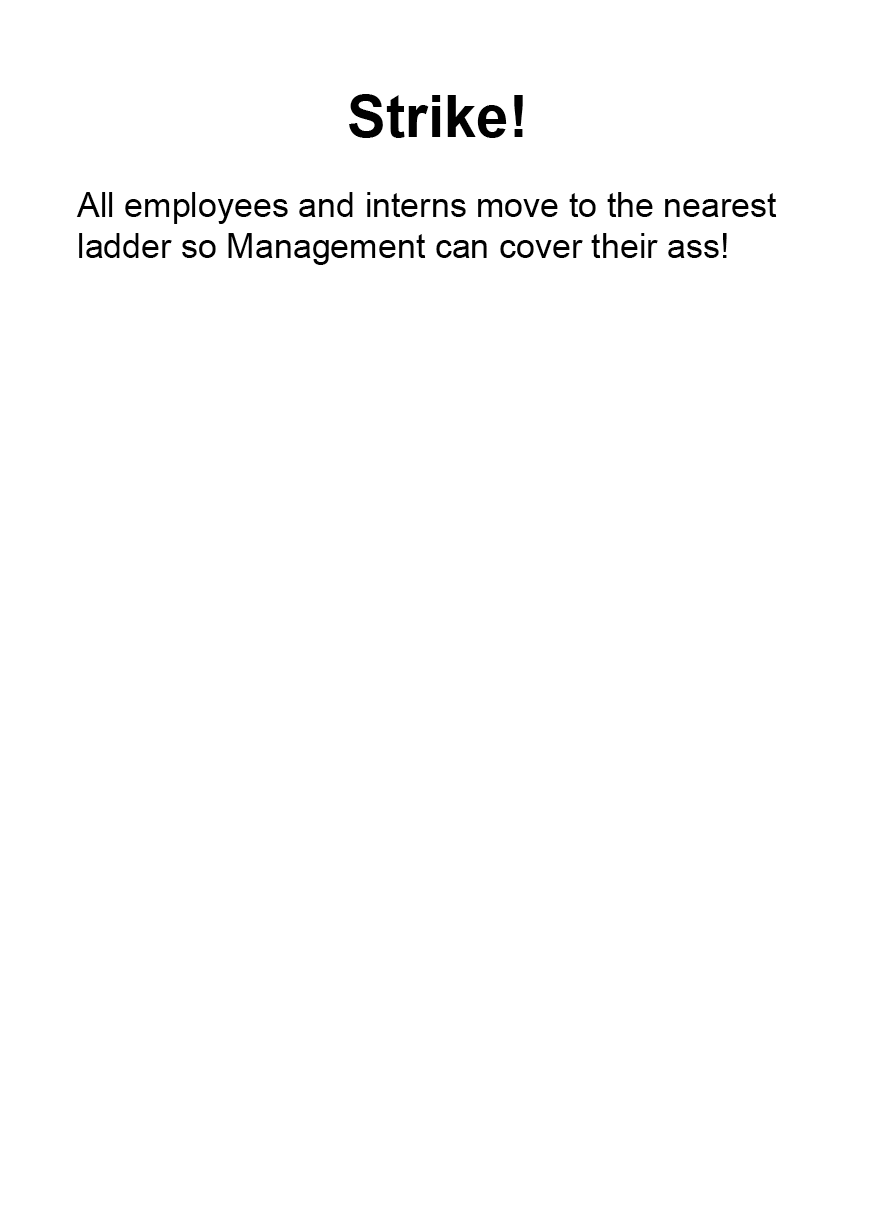 Strike!
All employees and interns move to the nearest
ladder so Management can cover their ass!